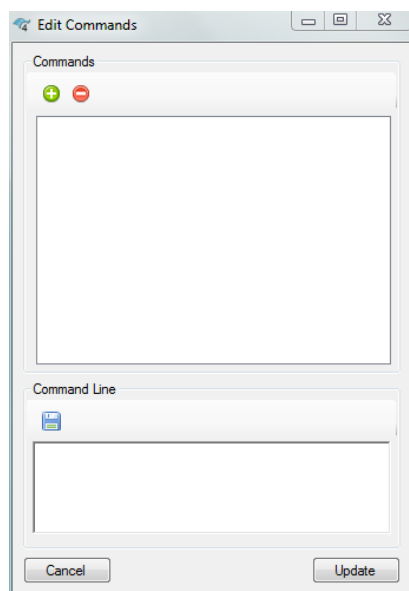 Edit Commands
Commands
Command Line
Cancel
Update